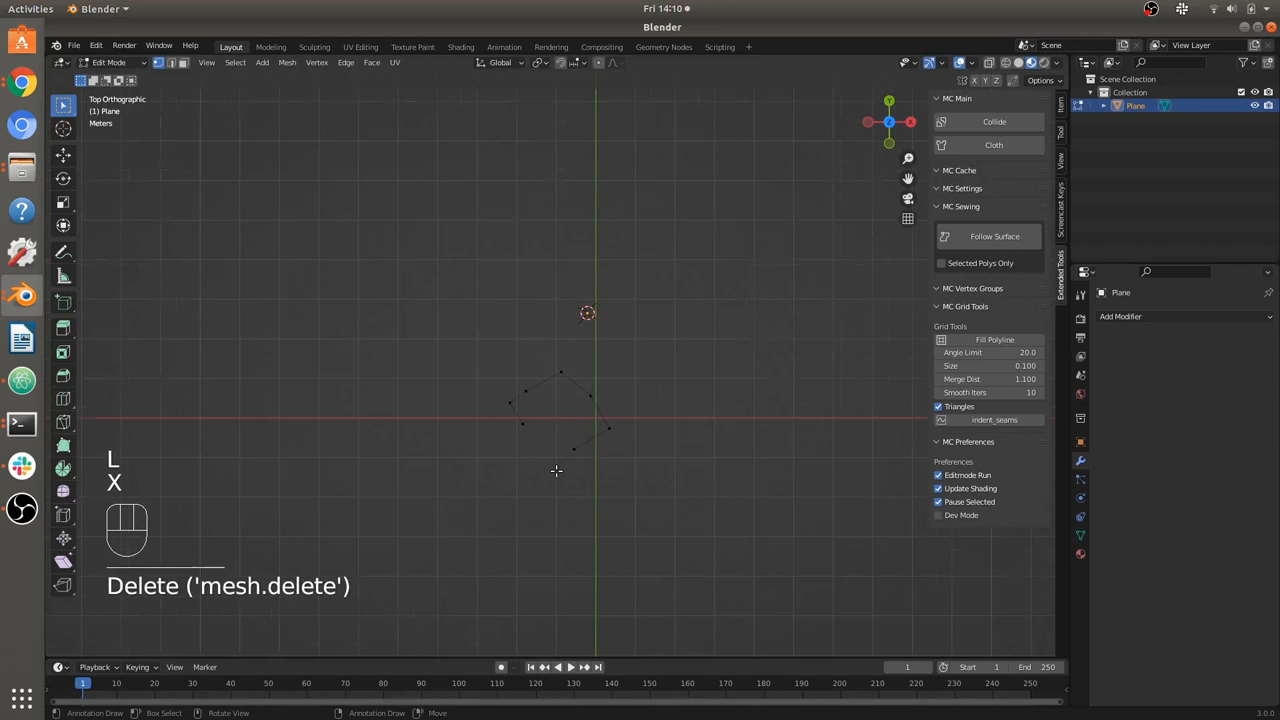 Activities Blender Fri 14:10
Blender
File Edit Render Window Help Layout Modeling Sculpting UV Editing Texture Paint Shading Animation Rendering Compositing Geometry Nodes Scripting + Scene View Layer
Edit Mode View Select Add Mesh Vertex Edge Face UV Global
X Y Z Options
Top Orthographic
(1) Plane
Meters
Y
X
Z
MC Main
Collide
Cloth
MC Cache
MC Settings
MC Sewing
Follow Surface
Selected Polys Only
MC Vertex Groups
MC Grid Tools
Grid Tools
Fill Polyline
Angle Limit 20.0
Size 0.100
Merge Dist 1.100
Smooth Iters 10
Triangles
indent_seams
MC Preferences
Preferences
Editmode Run
Update Shading
Pause Selected
Dev Mode
Item
Tool
View
Screencast Keys
Extended Tools
Scene Collection
Collection
Plane
Plane
Add Modifier
L
X
Delete ('mesh.delete')
Playback Keying View Marker 1 Start 1 End 250
1 10 20 30 40 50 60 70 80 90 100 110 120 130 140 150 160 170 180 190 200 210 220 230 240 250
Annotation Draw Box Select Rotate View Annotation Draw Move 3.0.0